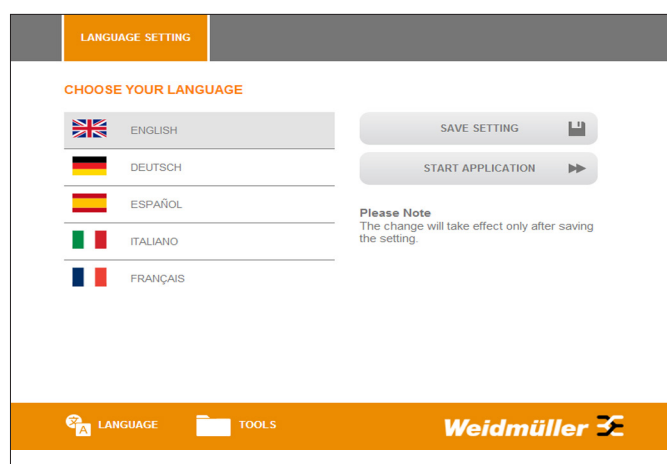 LANGUAGE SETTING
CHOOSE YOUR LANGUAGE
ENGLISH
DEUTSCH
ESPAÑOL
ITALIANO
FRANÇAIS
SAVE SETTING
START APPLICATION
Please Note
The change will take effect only after saving
the setting.
A
LANGUAGE
TOOLS
Weidmüller